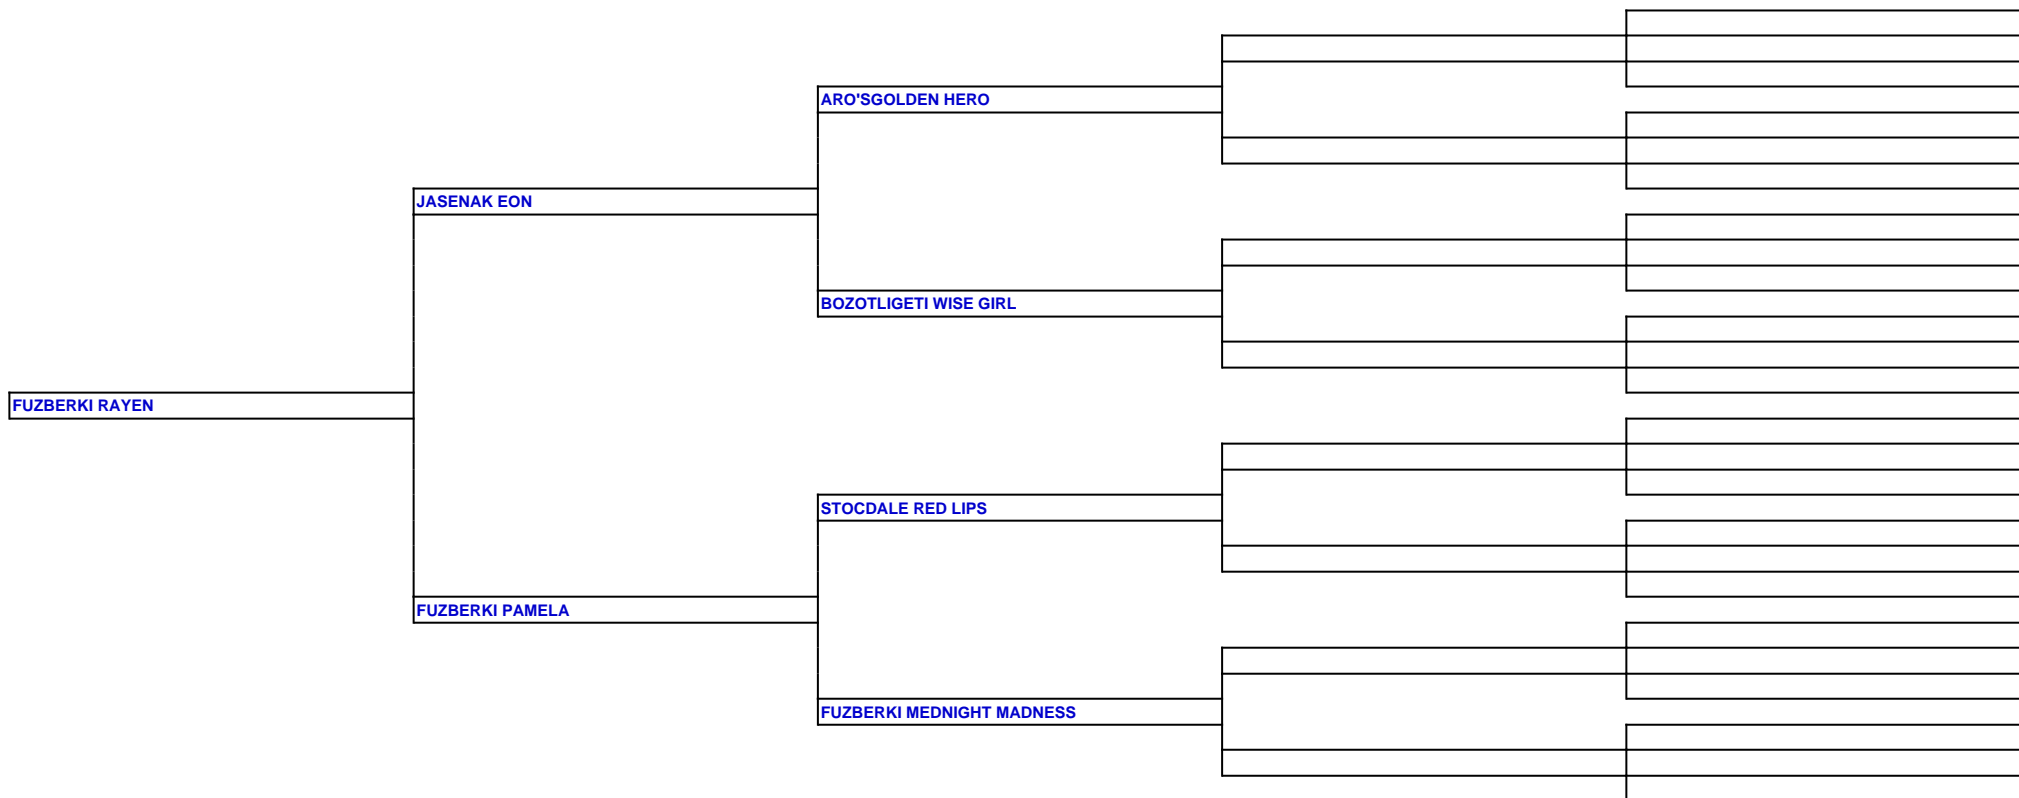 ARO'SGOLDEN HERO
JASENAK EON
BOZOTLIGETI WISE GIRL
FUZBERKI RAYEN
STOCDALE RED LIPS
FUZBERKI PAMELA
FUZBERKI MEDNIGHT MADNESS